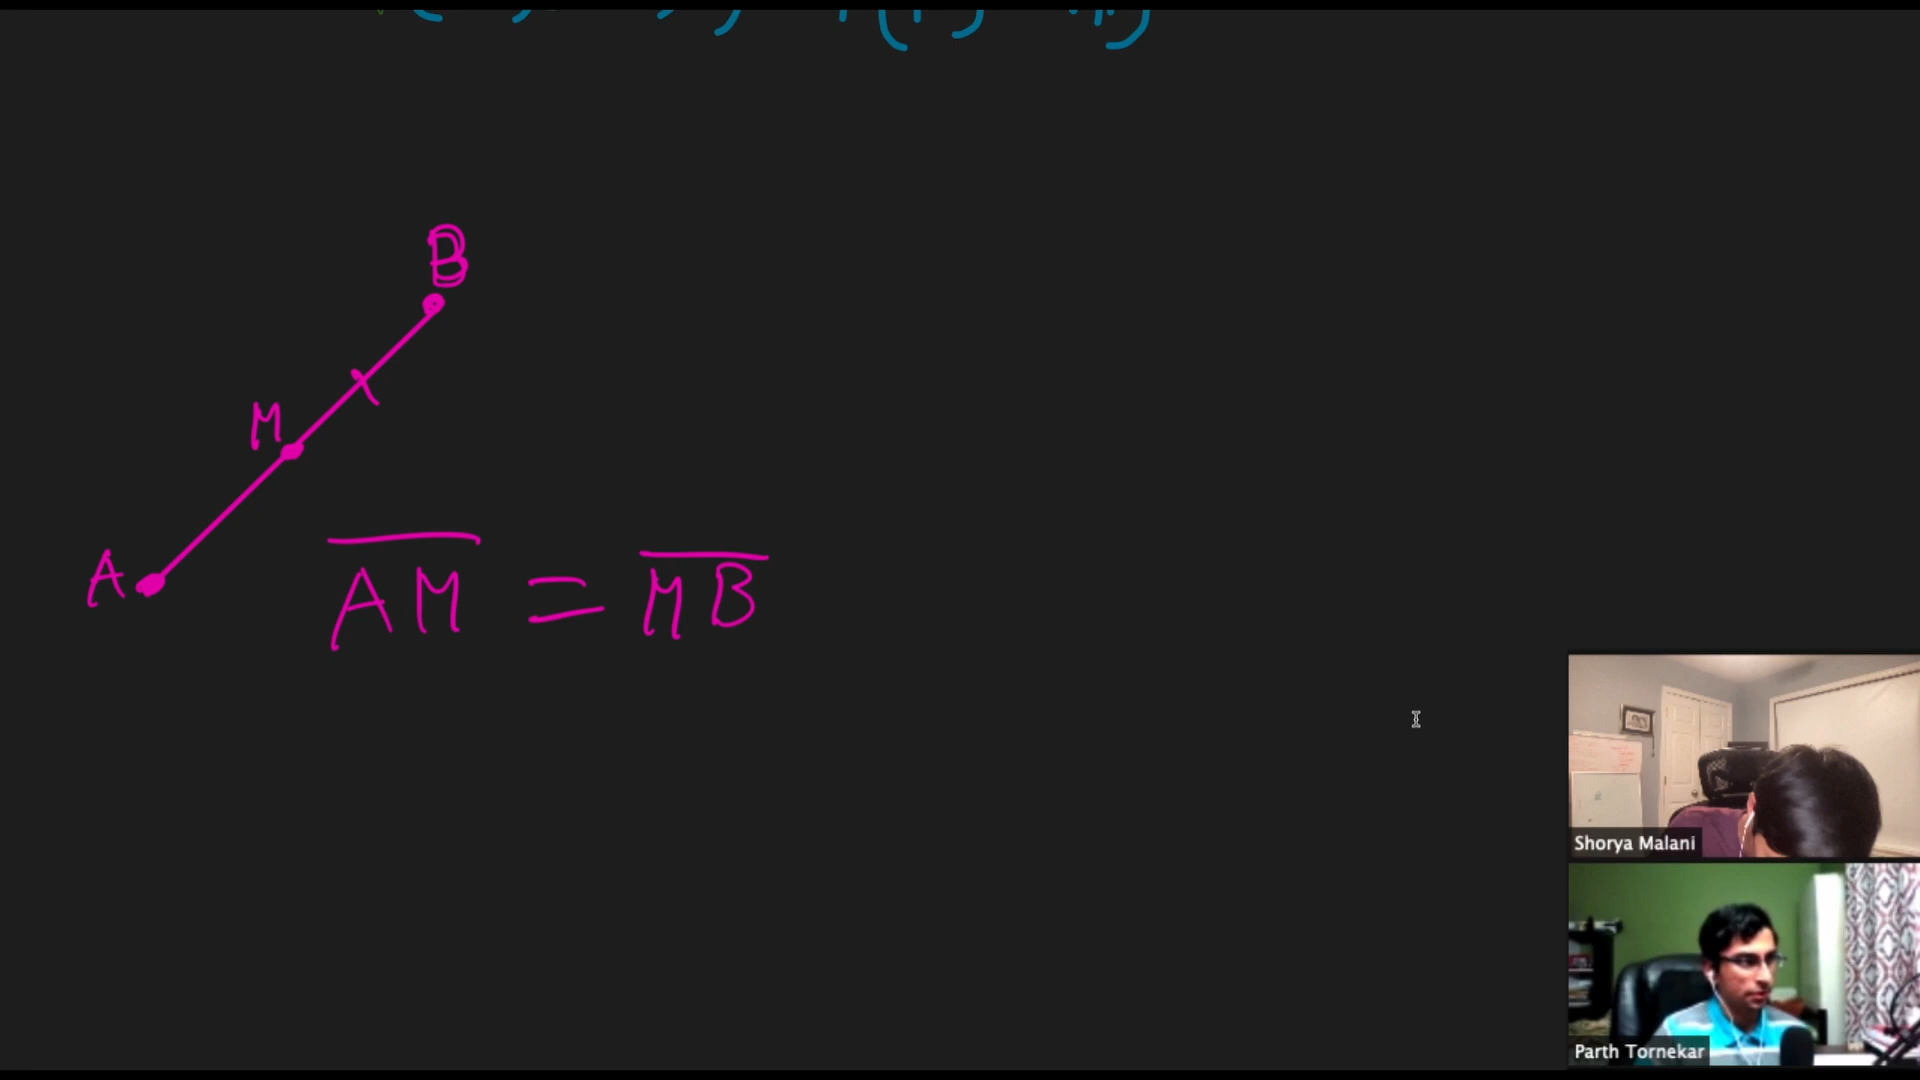 B
M
A
AM = MB
Shorya Malani
Parth Tornekar